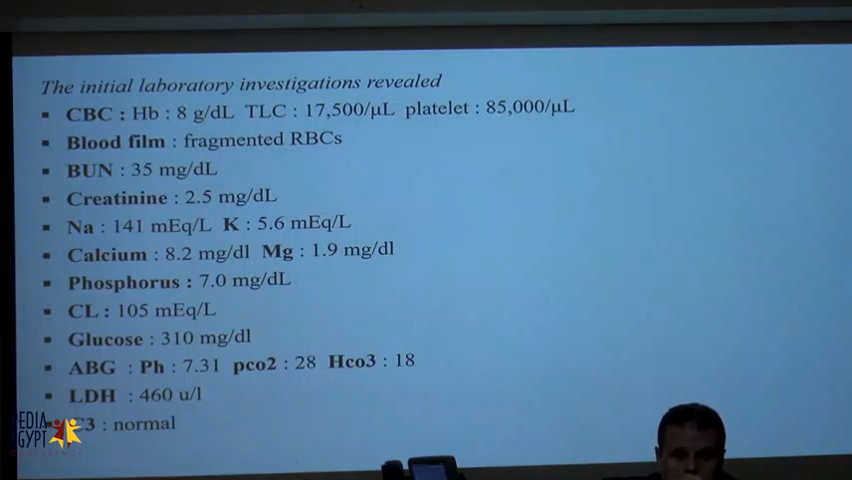 The initial laboratory investigations revealed
▪ CBC : Hb : 8 g/dL TLC : 17,500/μL platelet : 85,000/μL
▪ Blood film : fragmented RBCs
▪ BUN : 35 mg/dL
▪ Creatinine : 2.5 mg/dL
▪ Na : 141 mEq/L K : 5.6 mEq/L
▪ Calcium : 8.2 mg/dl Mg : 1.9 mg/dl
▪ Phosphorus : 7.0 mg/dL
▪ CL : 105 mEq/L
▪ Glucose : 310 mg/dl
▪ ABG : Ph : 7.31 pco2 : 28 Hco3 : 18
▪ LDH : 460 u/l
C3 : normal
PEDIA
EGYPT